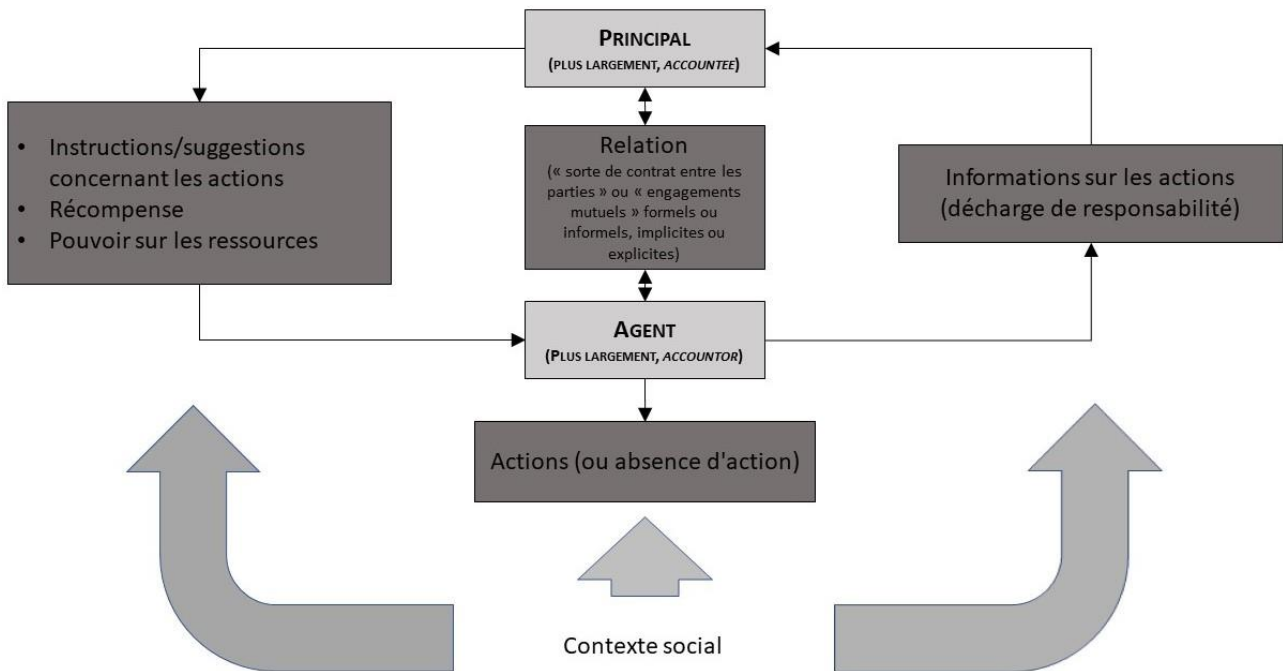 PRINCIPAL
(PLUS LARGEMENT, ACCOUNTEE)
• Instructions/suggestions
concernant les actions
• Récompense
• Pouvoir sur les ressources
Relation
(« sorte de contrat entre les
parties » ou « engagements
mutuels » formels ou
informels, implicites ou
explicites)
Informations sur les actions
(décharge de responsabilité)
AGENT
(PLUS LARGEMENT, ACCOUNTOR)
Actions (ou absence d'action)
Contexte social